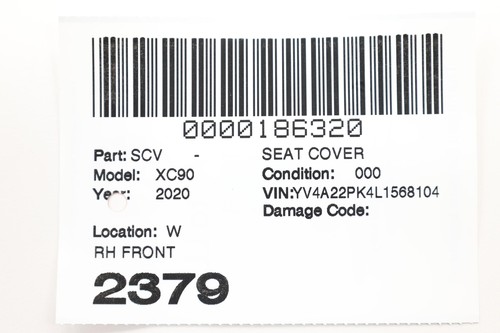 0000186320
Part: SCV - SEAT COVER
Model: XC90 Condition: 000
Year: 2020 VIN:YV4A22PK4L1568104
Damage Code:
Location: W
RH FRONT
2379